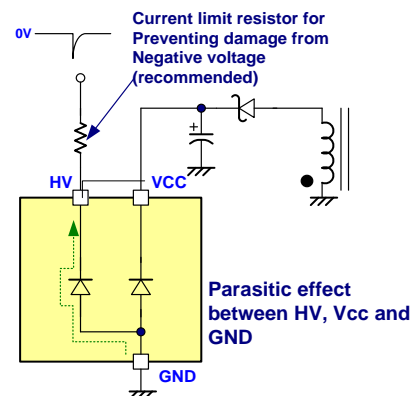 Current limit resistor for
Preventing damage from
Negative voltage
(recommended)
0V
+
HV
VCC
Parasitic effect
between HV, Vcc and
GND
GND